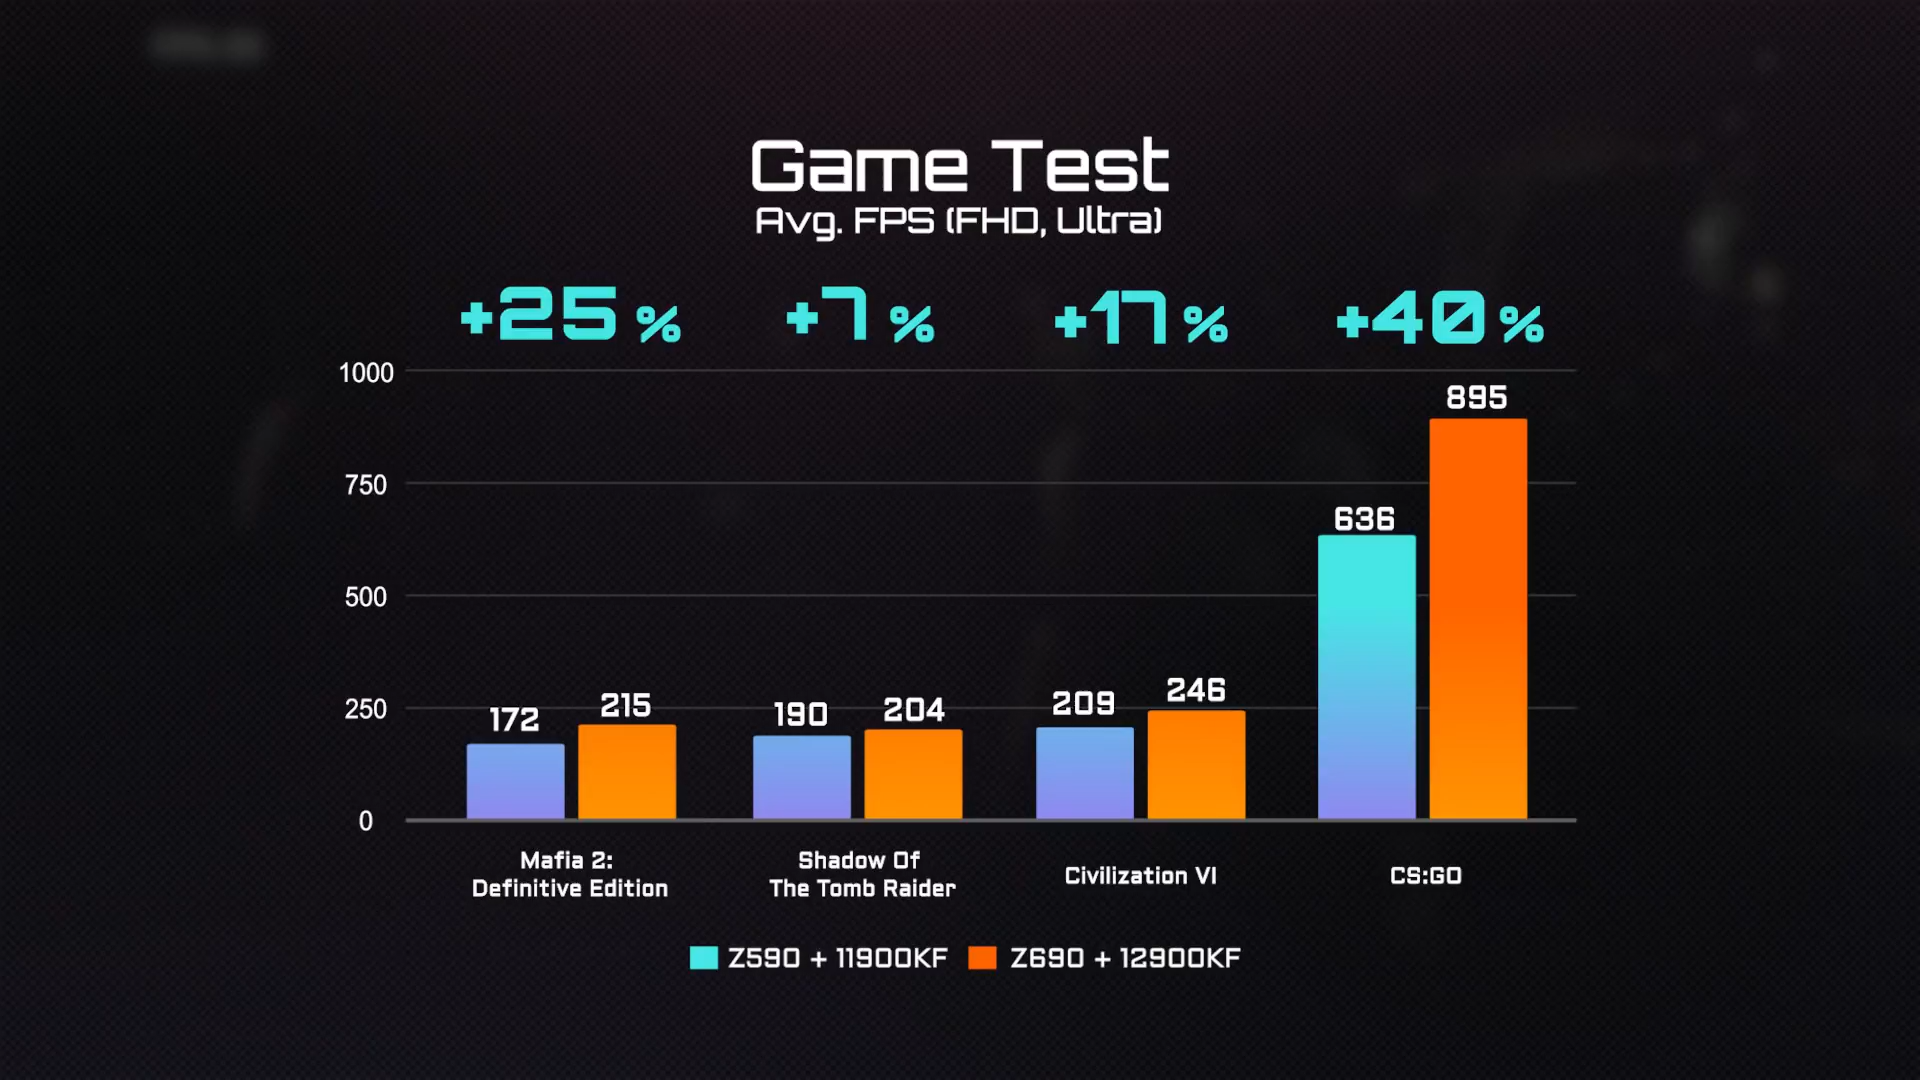 Game Test
Avg. FPS (FHD, Ultra)
+25 %
+7 %
+17 %
+40 %
1000
750
500
250
0
172
215
190
204
209
246
636
895
Mafia 2:
Definitive Edition
Shadow Of
The Tomb Raider
Civilization VI
CS:GO
Z590 + 11900KF
Z690 + 12900KF